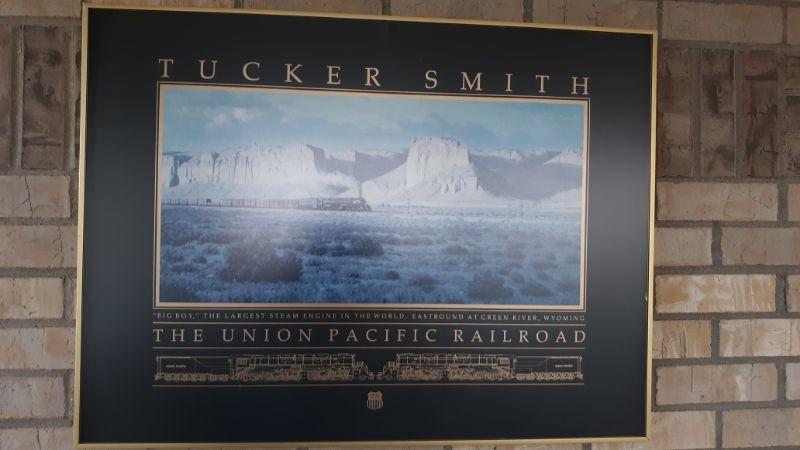 TUCKER SMITH
"BIG BOY," THE LARGEST STEAM ENGINE IN THE WORLD, EASTBOUND AT GREEN RIVER, WYOMING
THE UNION PACIFIC RAILROAD